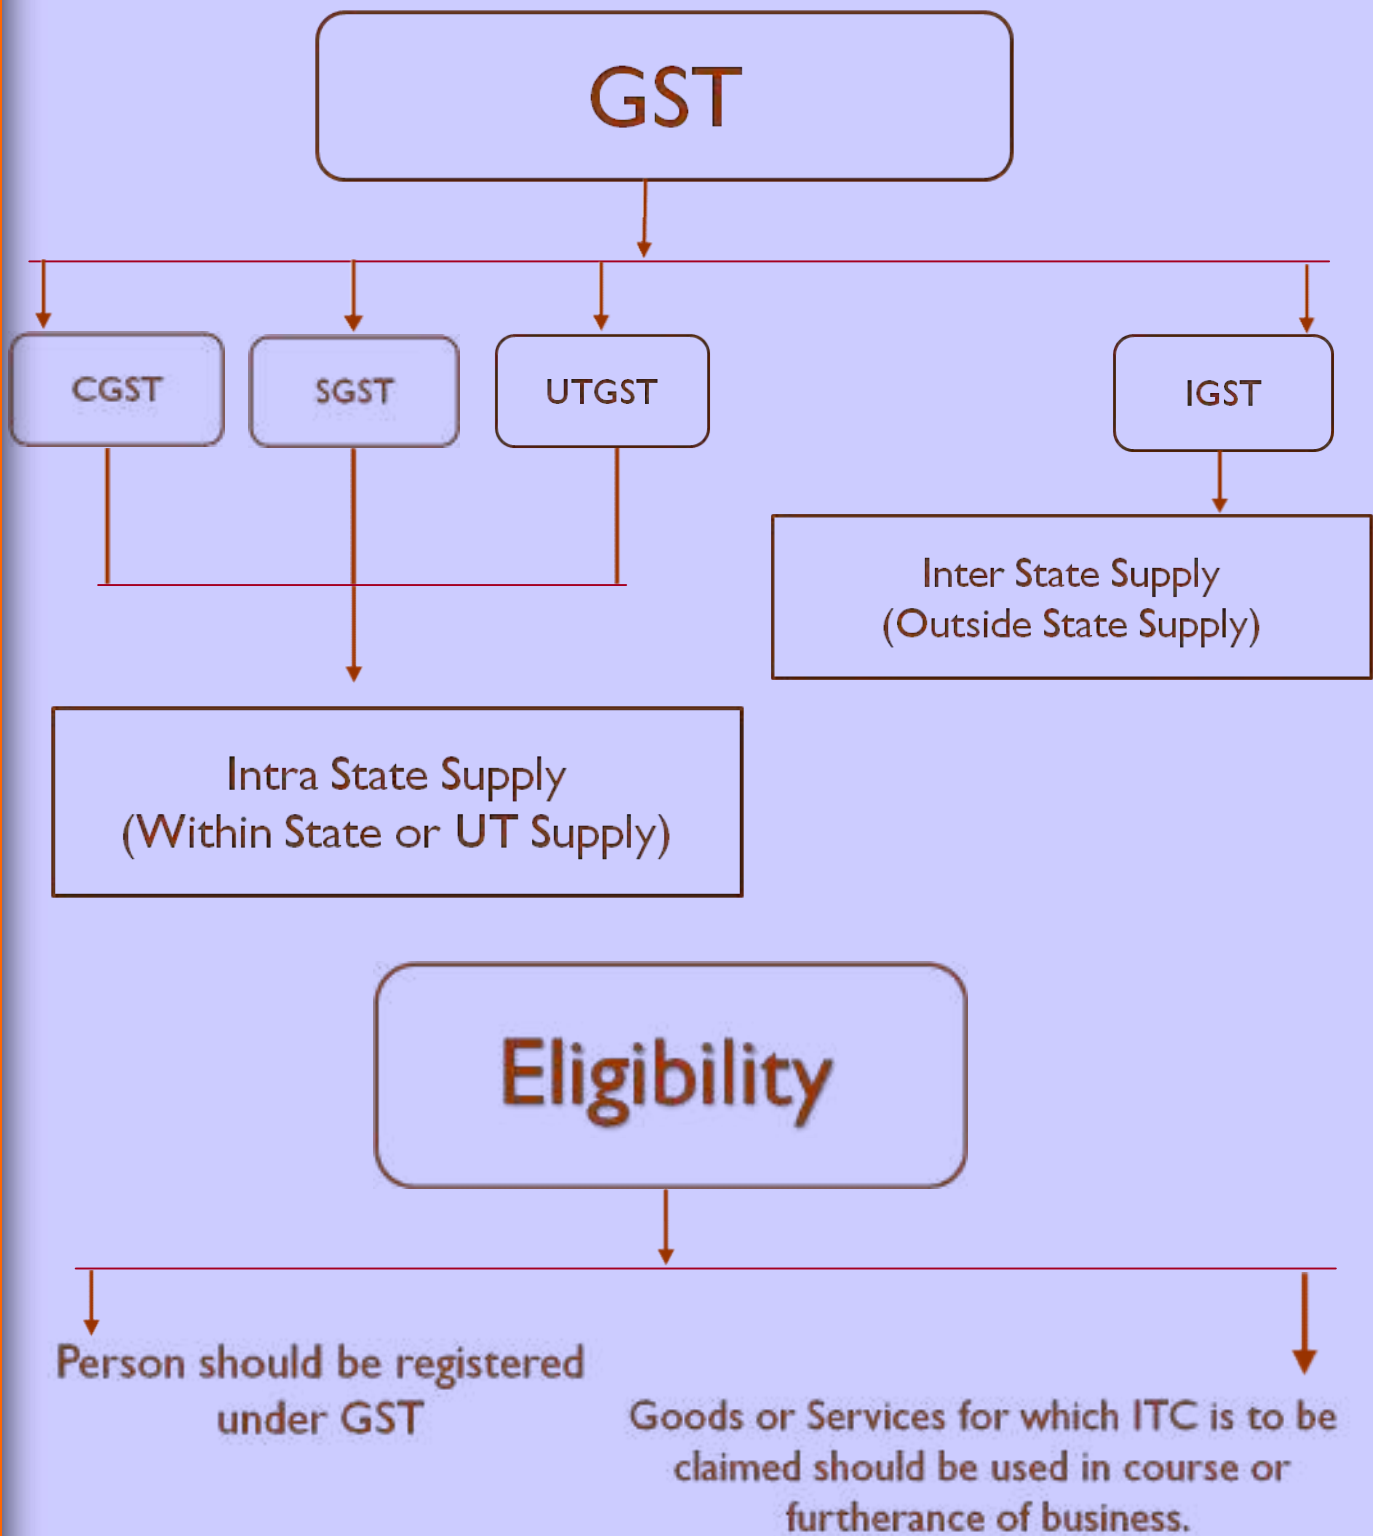 GST
CGST
SGST
UTGST
IGST
Inter State Supply
(Outside State Supply)
Intra State Supply
(Within State or UT Supply)
Eligibility
Person should be registered
under GST
Goods or Services for which ITC is to be
claimed should be used in course or
furtherance of business.